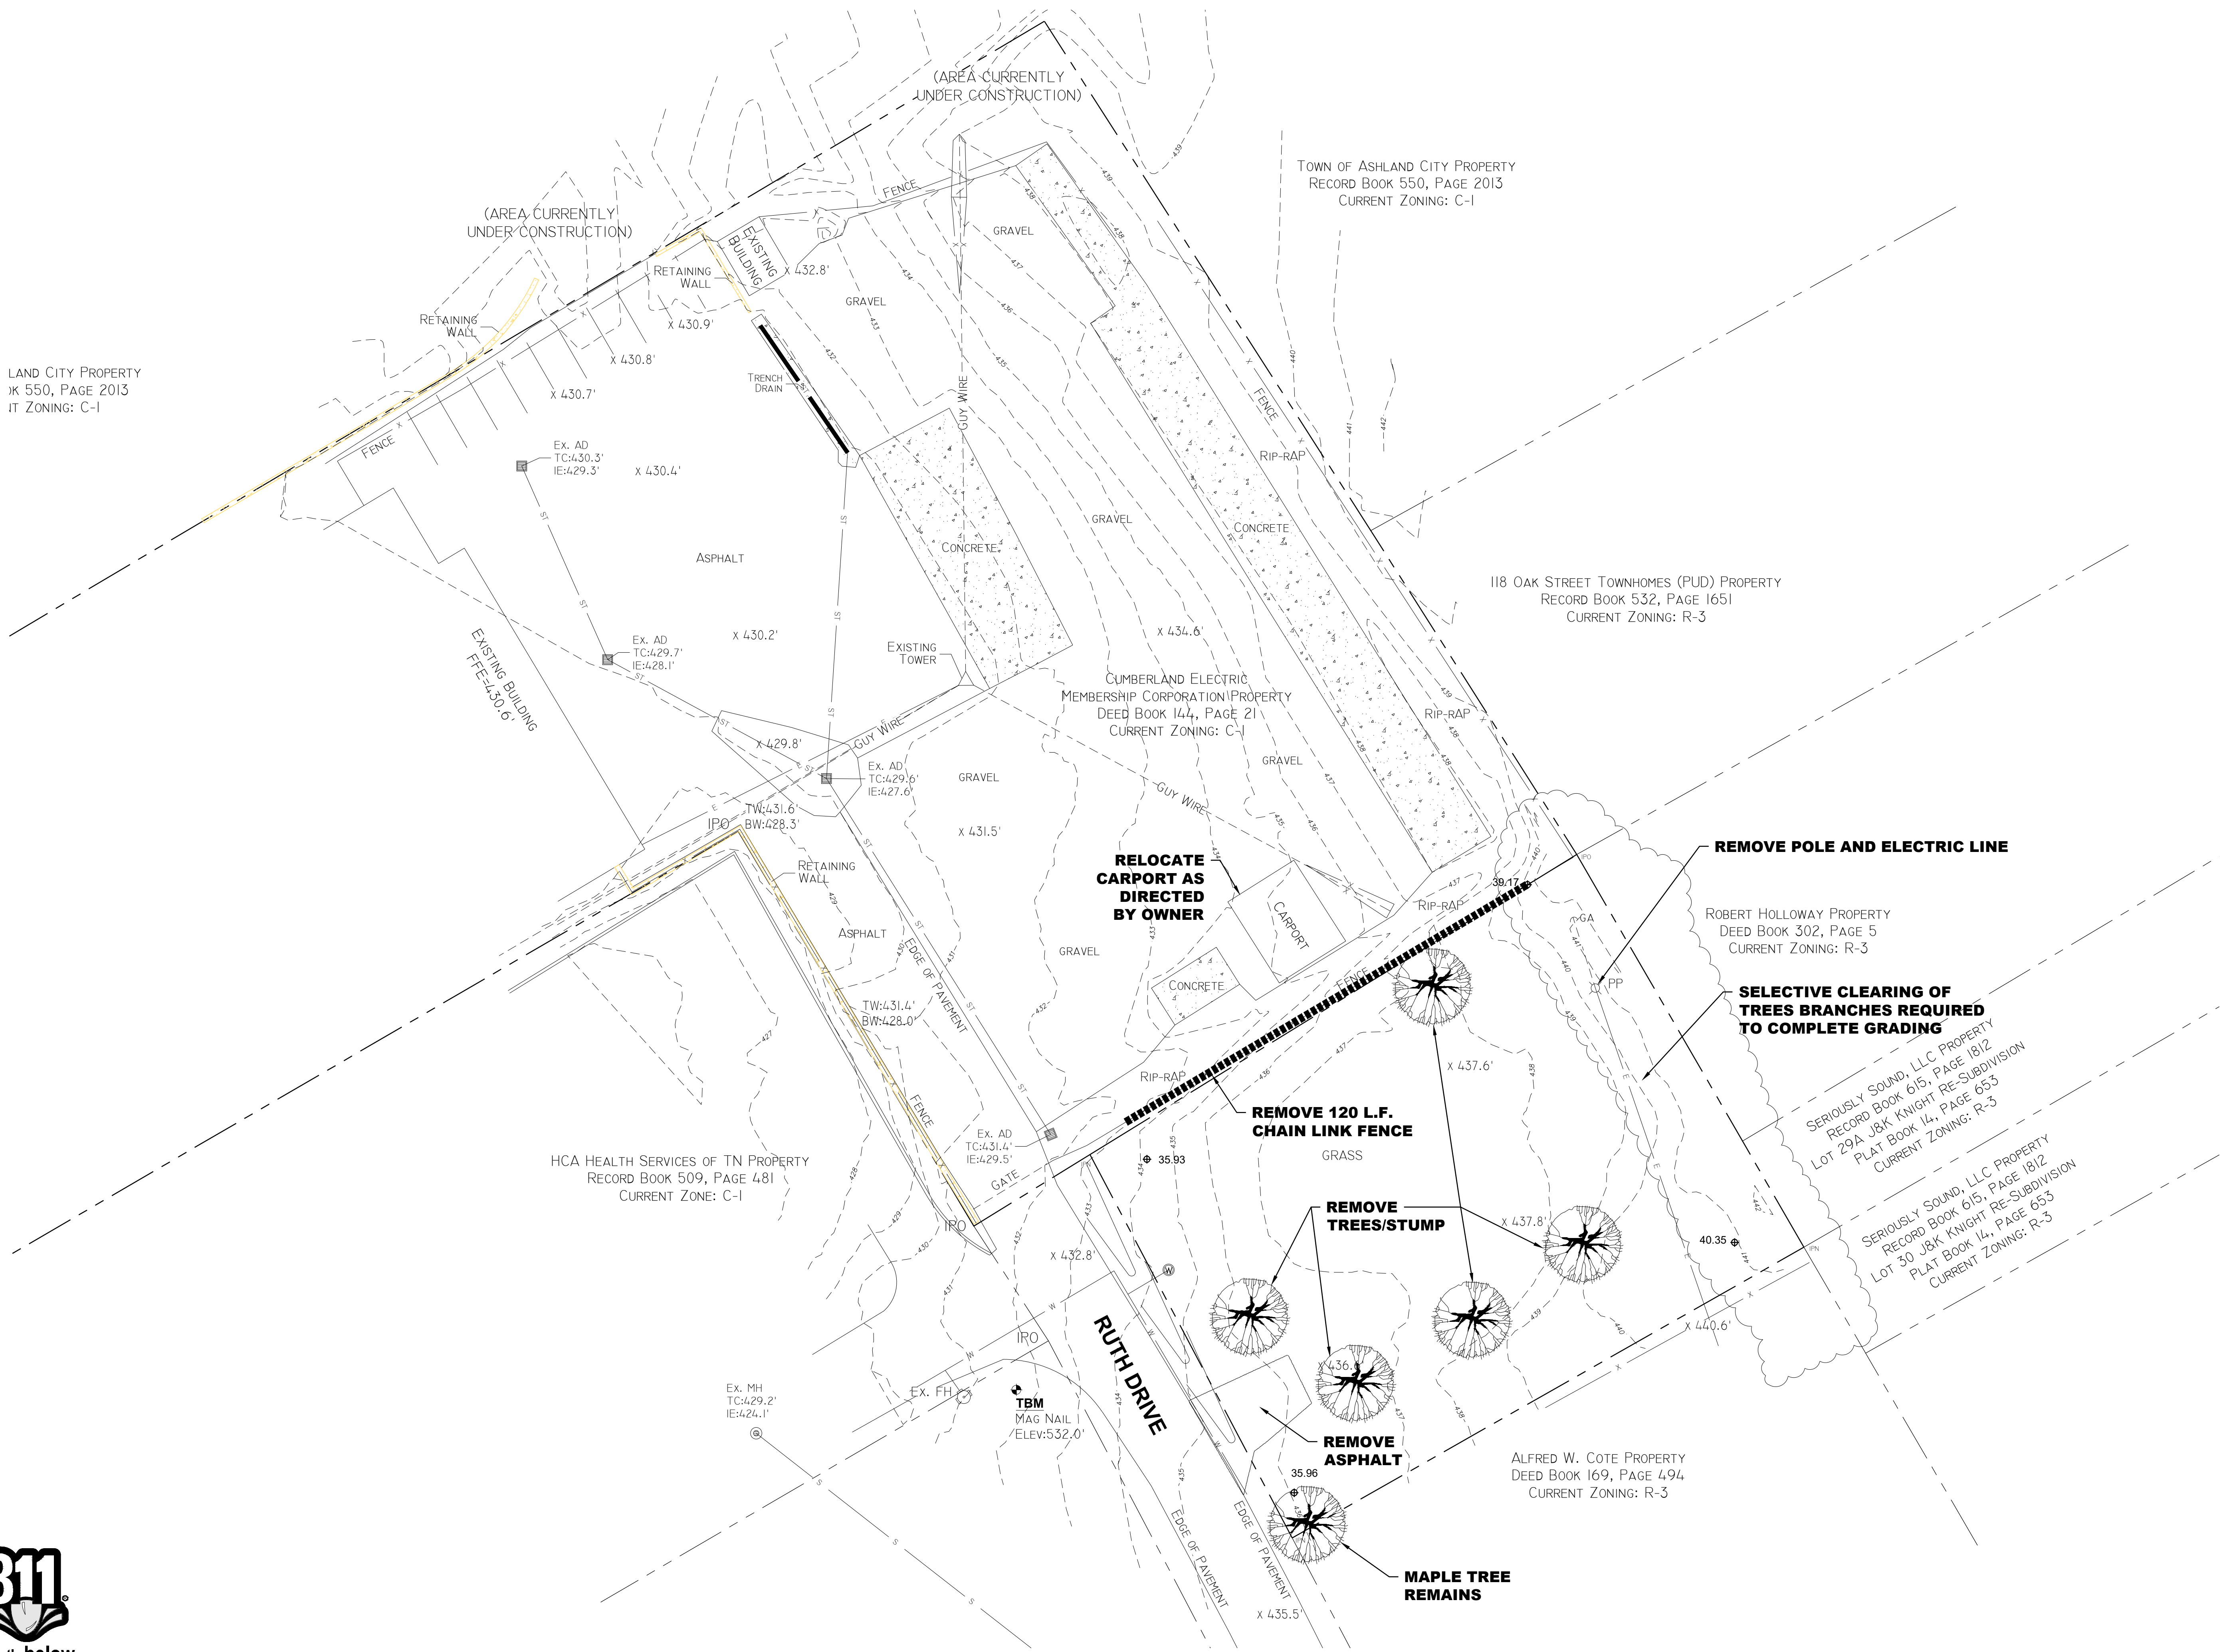 (AREA CURRENTLY
UNDER CONSTRUCTION)
TOWN OF ASHLAND CITY PROPERTY
RECORD BOOK 550, PAGE 2013
CURRENT ZONING: C-1
(AREA CURRENTLY
UNDER CONSTRUCTION)
FENCE
GRAVEL
EXISTING
BUILDING
X 432.8'
RETAINING
WALL
GRAVEL
X 430.9'
RETAINING
WALL
X 430.8'
X 430.7'
TRENCH
DRAIN
LAND CITY PROPERTY
OK 550, PAGE 2013
NT ZONING: C-1
FENCE
GUY WIRE
FENCE
RIP-RAP
EX. AD
TC:430.3'
IE:429.3'
X 430.4'
GRAVEL
CONCRETE
CONCRETE
ASPHALT
118 OAK STREET TOWNHOMES (PUD) PROPERTY
RECORD BOOK 532, PAGE 1651
CURRENT ZONING: R-3
X 430.2'
X 434.6'
EX. AD
TC:429.7'
IE:428.1'
EXISTING
TOWER
EXISTING BUILDING
FFE=430.6'
CUMBERLAND ELECTRIC
MEMBERSHIP CORPORATION PROPERTY
DEED BOOK 144, PAGE 21
CURRENT ZONING: C-1
RIP-RAP
GUY WIRE
X 429.8'
EX. AD
TC:429.6'
IE:427.6'
GRAVEL
GRAVEL
GUY WIRE
TW:431.6'
BW:428.3'
IPO
X 431.5'
RETAINING
WALL
RELOCATE
CARPORT AS
DIRECTED
BY OWNER
REMOVE POLE AND ELECTRIC LINE
IPO
39.17
RIP-RAP
CARPORT
GA
ROBERT HOLLOWAY PROPERTY
DEED BOOK 302, PAGE 5
CURRENT ZONING: R-3
ASPHALT
EDGE OF PAVEMENT
GRAVEL
CONCRETE
FENCE
PP
SELECTIVE CLEARING OF
TREES BRANCHES REQUIRED
TO COMPLETE GRADING
TW:431.4'
BW:428.0'
SERIOUSLY SOUND, LLC PROPERTY
RECORD BOOK 615, PAGE 1812
LOT 29A J&K KNIGHT RE-SUBDIVISION
PLAT BOOK 14, PAGE 653
CURRENT ZONING: R-3
X 437.6'
RIP-RAP
FENCE
REMOVE 120 L.F.
CHAIN LINK FENCE
GRASS
EX. AD
TC:431.4'
IE:429.5'
35.93
HCA HEALTH SERVICES OF TN PROPERTY
RECORD BOOK 509, PAGE 481
CURRENT ZONE: C-1
GATE
IPO
SERIOUSLY SOUND, LLC PROPERTY
RECORD BOOK 615, PAGE 1812
LOT 30 J&K KNIGHT RE-SUBDIVISION
PLAT BOOK 14, PAGE 653
CURRENT ZONING: R-3
REMOVE
TREES/STUMP
X 437.8'
40.35
IPN
X 432.8'
W
RUTH DRIVE
IPO
X 440.6'
X 436.6'
EX. MH
TC:429.2'
IE:424.1'
EX. FH
TBM
MAG NAIL
ELEV:532.0'
REMOVE
ASPHALT
ALFRED W. COTE PROPERTY
DEED BOOK 169, PAGE 494
CURRENT ZONING: R-3
35.96
EDGE OF PAVEMENT
EDGE OF PAVEMENT
MAPLE TREE
REMAINS
X 435.5'
811
below